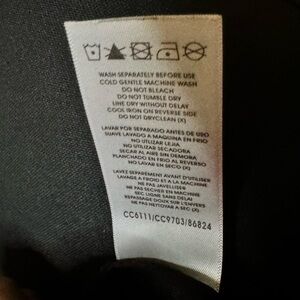 WASH SEPARATELY BEFORE USE
COLD GENTLE MACHINE WASH
DO NOT BLEACH
DO NOT TUMBLE DRY
LINE DRY WITHOUT DELAY
COOL IRON ON REVERSE SIDE
DO NOT DRYCLEAN (X)
LAVAR POR SEPARADO ANTES DE USO
SUAVE LAVADO A MAQUINA EN FRIO
NO UTILIZAR LEJIA
NO UTILIZAR SECADORA
SECAR AL AIRE SIN DEMORA
PLANCHADO EN FRIO AL REVERSO
NO LAVAR EN SECO (X)
LAVEZ SEPAREMENT AVANT D'UTILISER
LAVAGE A FROID ET A LA MACHINE
NE PAS JAVELLISER
NE PAS SECHER EN MACHINE
SEC LIGNE SANS DELAI
REPASSAGE DOUX A L'ENVERS
NE PAS NETTOYER A SEC (X)
CC6111/CC9703/86824